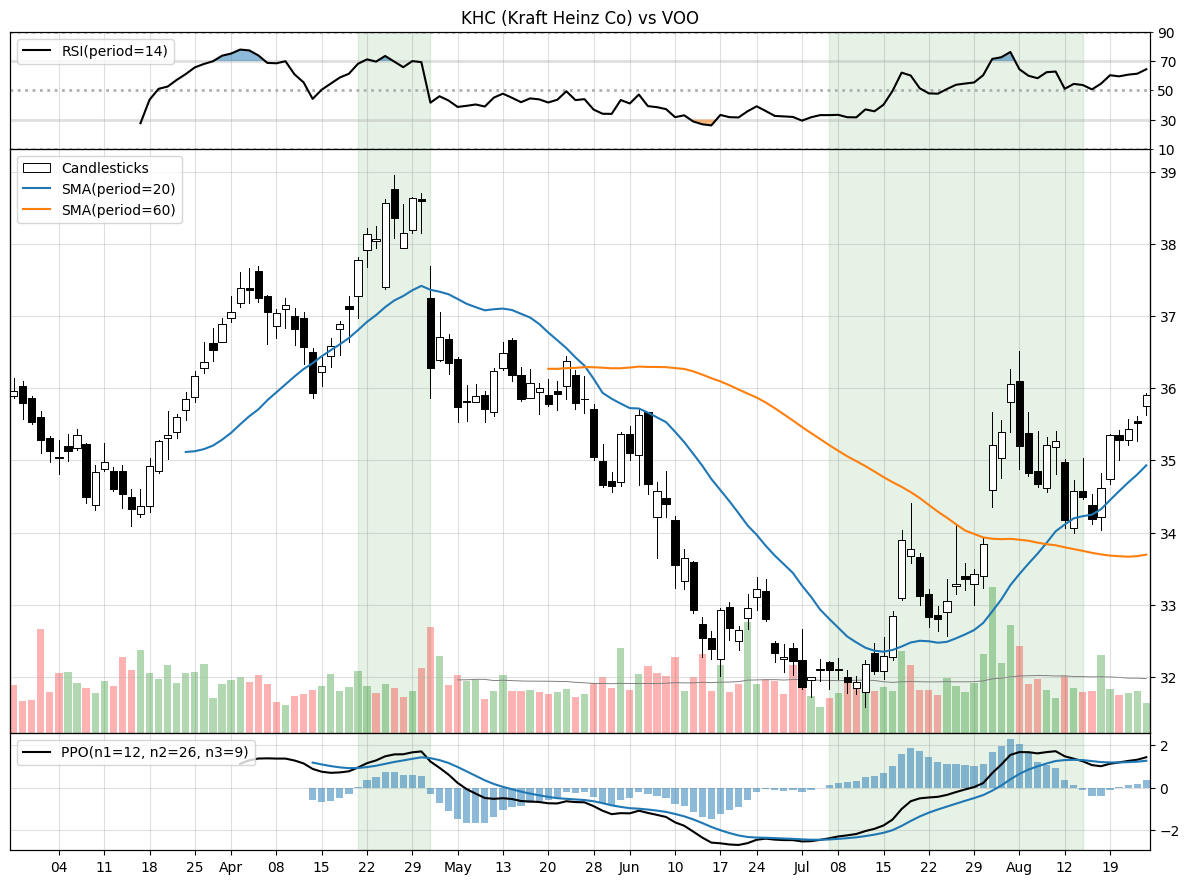 KHC (Kraft Heinz Co) vs VOO
RSI(period=14)
90
70
50
30
10
Candlesticks
SMA(period=20)
SMA(period=60)
39
38
37
36
35
34
33
32
PPO(n1=12, n2=26, n3=9)
2
0
−2
04 11 18 25 Apr 08 15 22 29 May 13 20 28 Jun 10 17 24 Jul 08 15 22 29 Aug 12 19